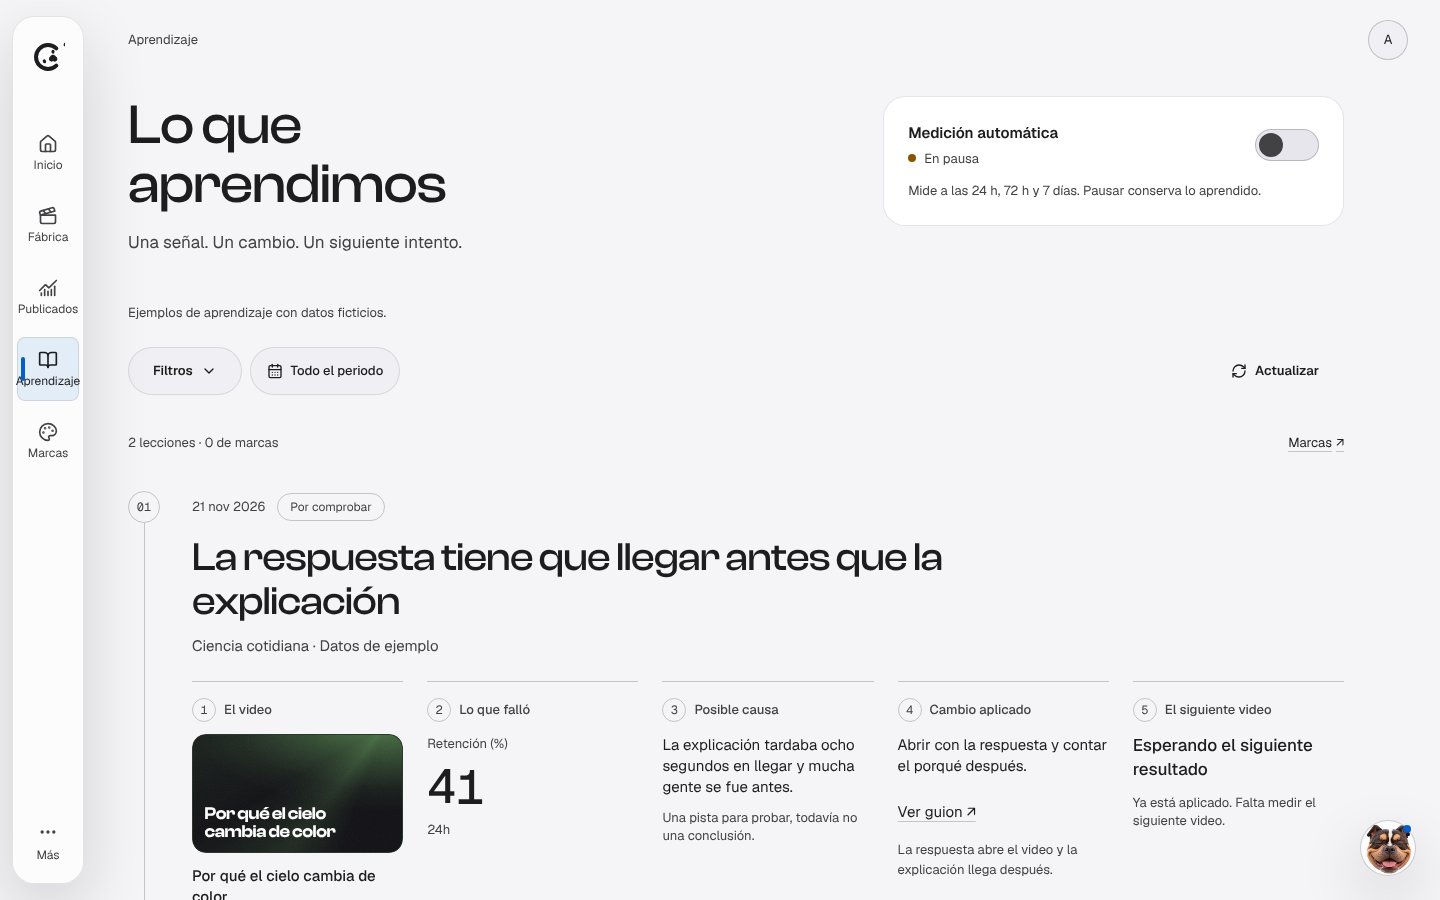 Aprendizaje
A
Inicio
Fábrica
Publicados
Aprendizaje
Marcas
Más
Lo que
aprendimos
Una señal. Un cambio. Un siguiente intento.
Medición automática
En pausa
Mide a las 24 h, 72 h y 7 días. Pausar conserva lo aprendido.
Ejemplos de aprendizaje con datos ficticios.
Filtros
Todo el periodo
Actualizar
2 lecciones · 0 de marcas
Marcas ↗
01
21 nov 2026
Por comprobar
La respuesta tiene que llegar antes que la
explicación
Ciencia cotidiana · Datos de ejemplo
1 El video
Por qué el cielo
cambia de color
Por qué el cielo cambia de
color
2 Lo que falló
Retención (%)
41
24h
3 Posible causa
La explicación tardaba ocho
segundos en llegar y mucha
gente se fue antes.
Una pista para probar, todavía no
una conclusión.
4 Cambio aplicado
Abrir con la respuesta y contar
el porqué después.
Ver guion ↗
La respuesta abre el video y la
explicación llega después.
5 El siguiente video
Esperando el siguiente
resultado
Ya está aplicado. Falta medir el
siguiente video.